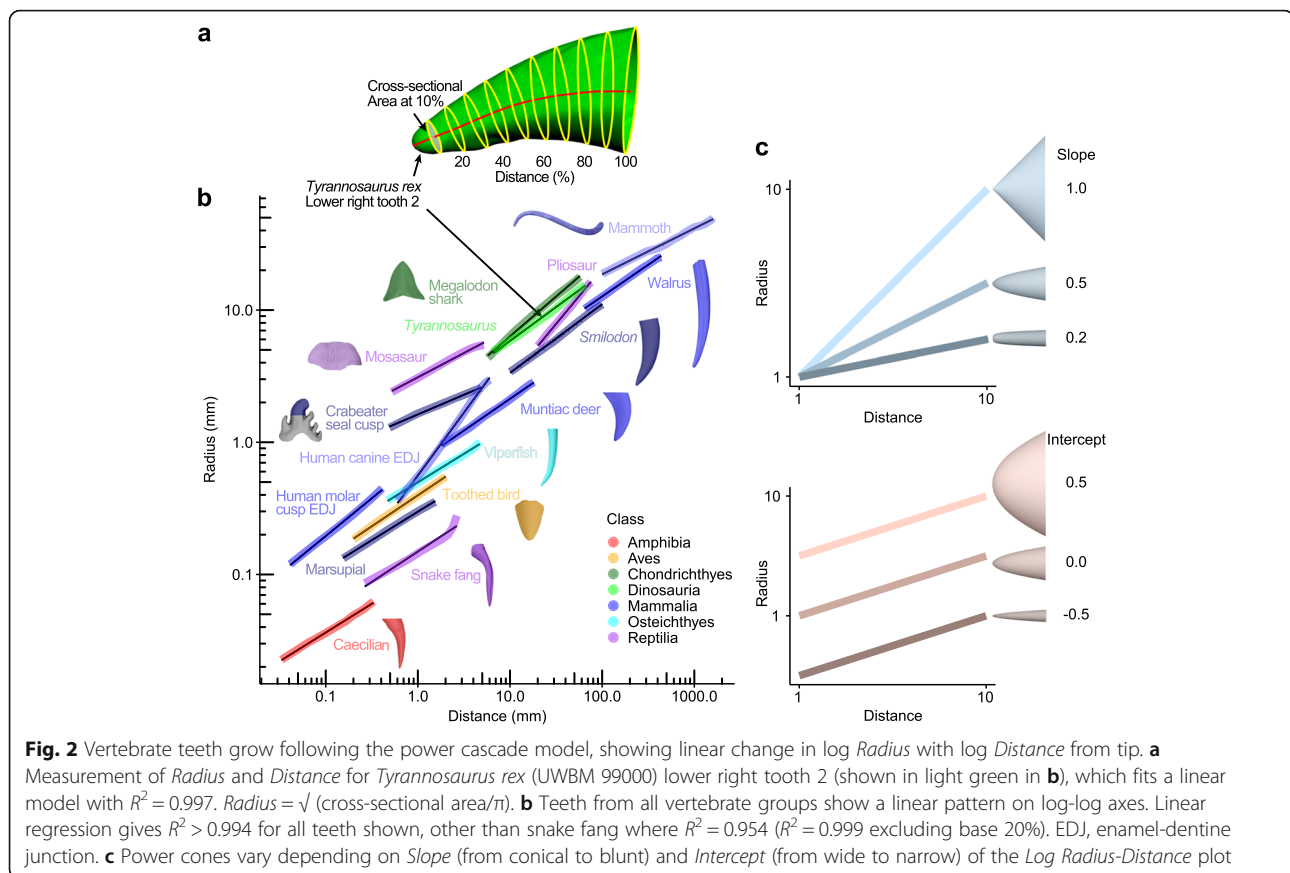 a
Cross-sectional
Area at 10%
20 40 60 80 100
Distance (%)
Tyrannosaurus rex
Lower right tooth 2
b
Radius (mm)
10.0
1.0
0.1
Mammoth
Pliosaur
Walrus
Megalodon
shark
Tyrannosaurus
Smilodon
Mosasaur
Crabeater
seal cusp
Muntiac deer
Human canine EDJ
Viperfish
Human molar
cusp EDJ
Toothed bird
Marsupial
Snake fang
Caecilian
Class
Amphibia
Aves
Chondrichthyes
Dinosauria
Mammalia
Osteichthyes
Reptilia
0.1 1.0 10.0 100.0 1000.0
Distance (mm)
c
Slope
10
1.0
Radius
0.5
0.2
1
1 10
Distance
Intercept
10
0.5
Radius
0.0
1
-0.5
1 10
Distance
Fig. 2 Vertebrate teeth grow following the power cascade model, showing linear change in log Radius with log Distance from tip. a
Measurement of Radius and Distance for Tyrannosaurus rex (UWBM 99000) lower right tooth 2 (shown in light green in b), which fits a linear
model with R² = 0.997. Radius = √ (cross-sectional area/π). b Teeth from all vertebrate groups show a linear pattern on log-log axes. Linear
regression gives R² > 0.994 for all teeth shown, other than snake fang where R² = 0.954 (R² = 0.999 excluding base 20%). EDJ, enamel-dentine
junction. c Power cones vary depending on Slope (from conical to blunt) and Intercept (from wide to narrow) of the Log Radius-Distance plot